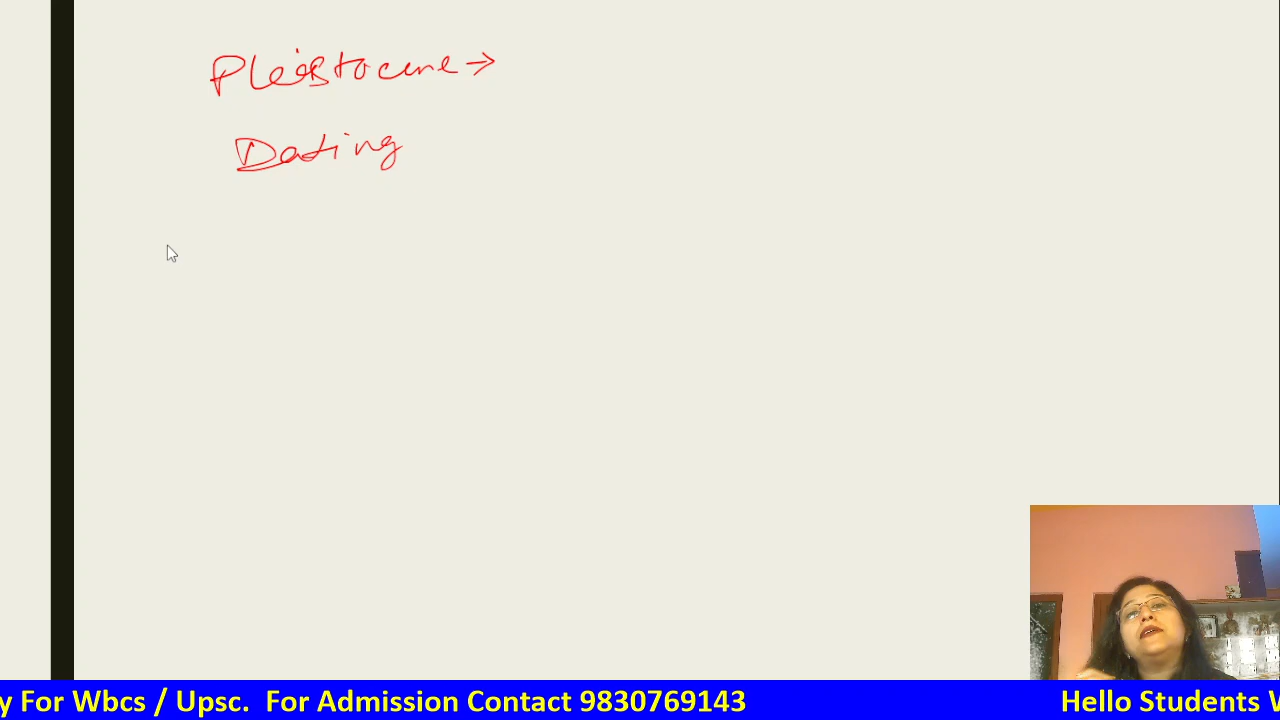 Pleistocene →
Dating
y For Wbcs / Upsc. For Admission Contact 9830769143 Hello Students W